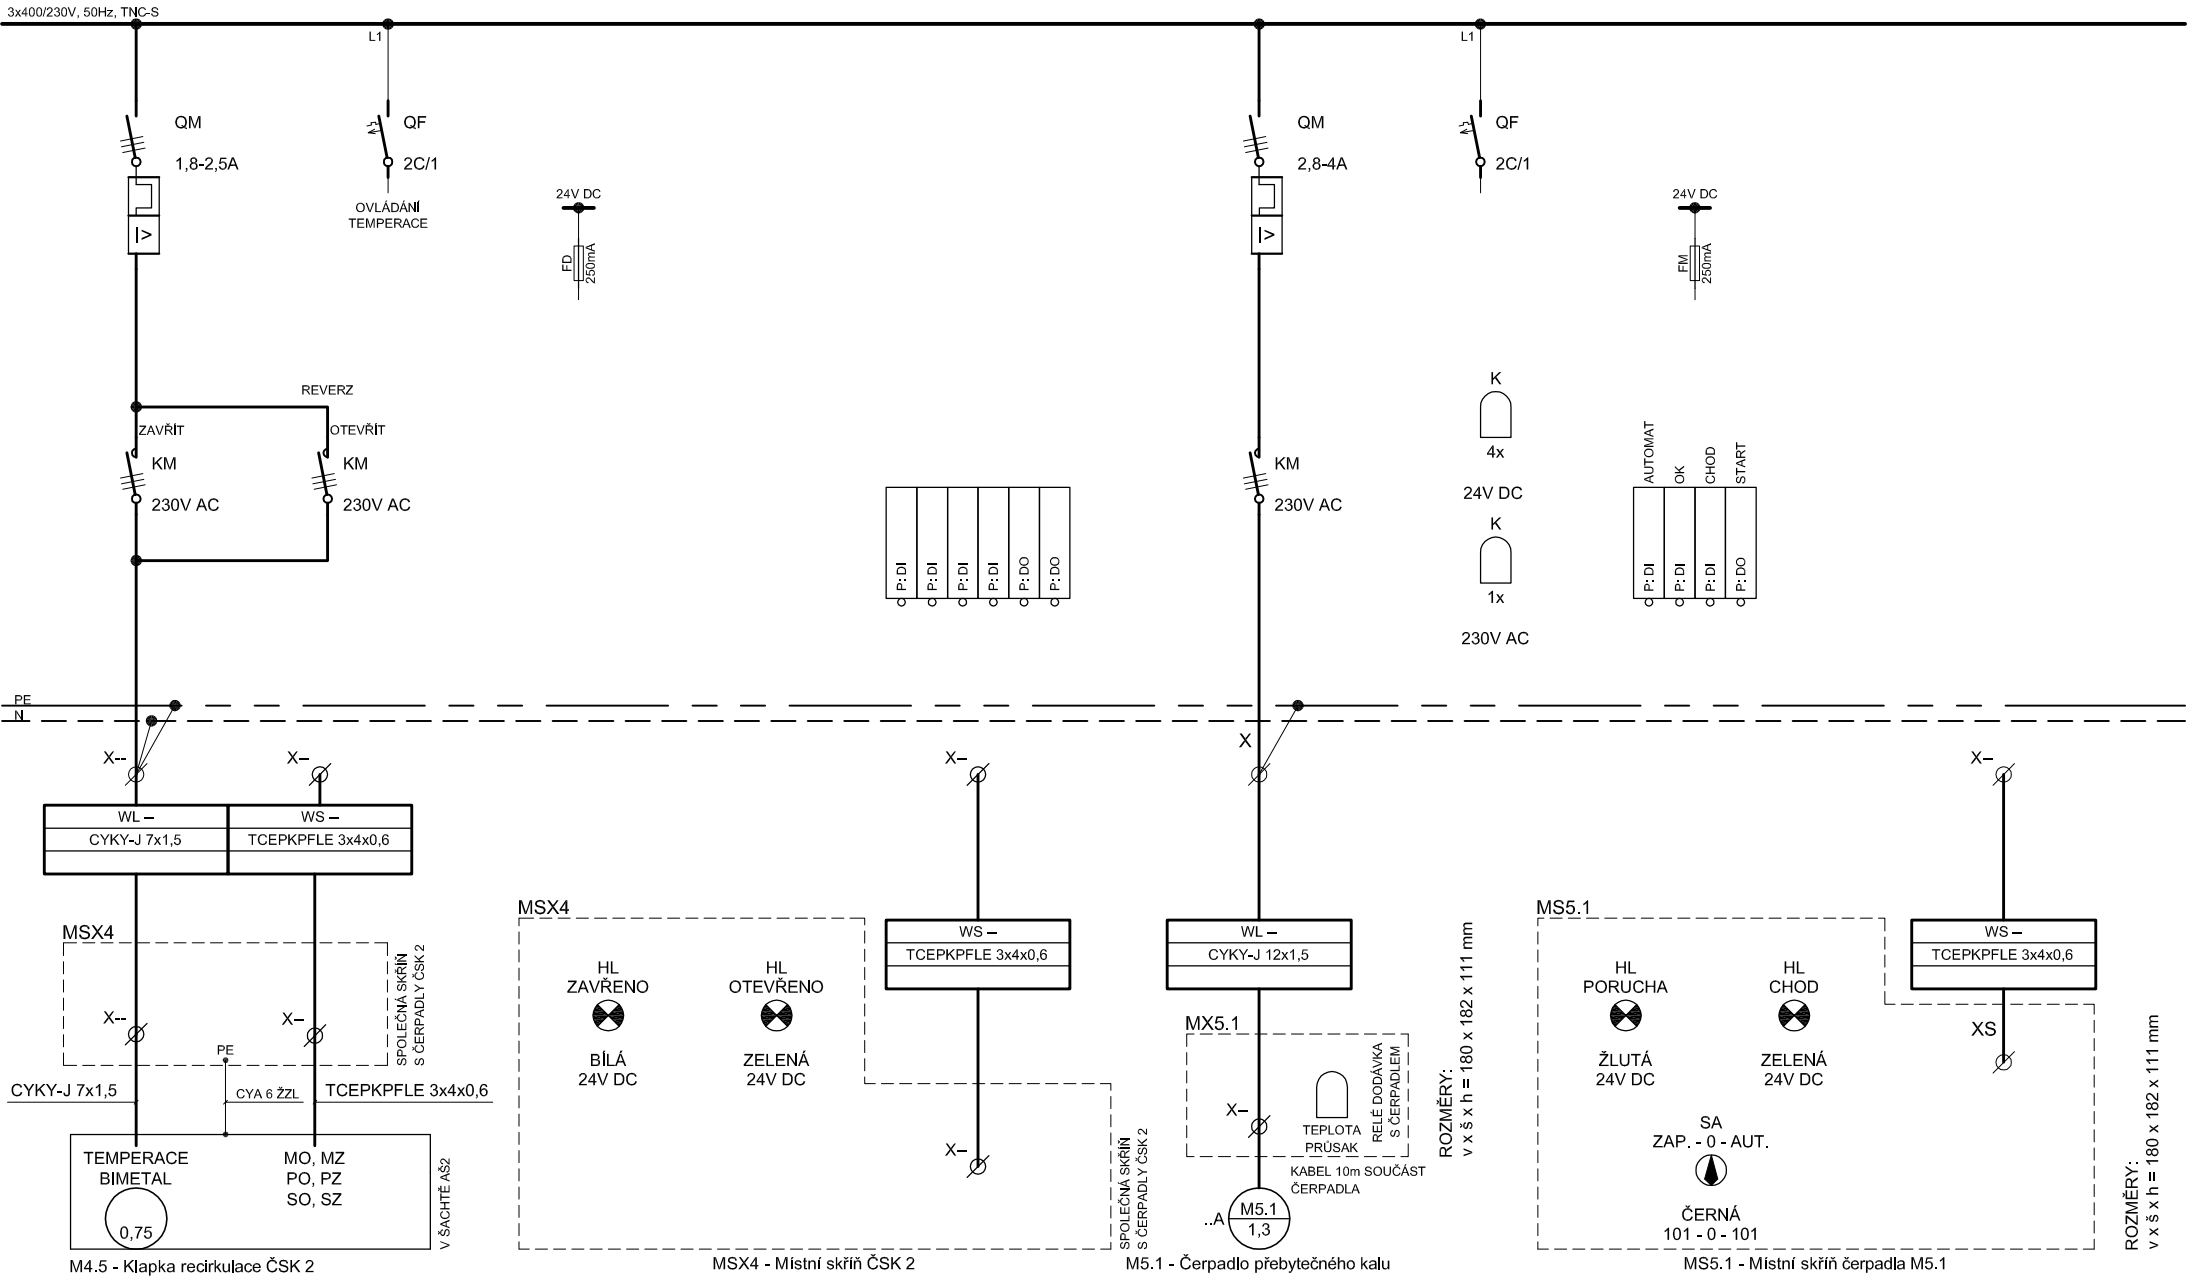 3x400/230V, 50Hz, TNC-S
L1
L1
QM
1,8-2,5A
I>
QF
2C/1
OVLÁDÁNÍ
TEMPERACE
24V DC
FD
250mA
QM
2,8-4A
I>
QF
2C/1
24V DC
FM
250mA
REVERZ
ZAVŘÍT
OTEVŘÍT
KM
230V AC
KM
230V AC
P: DI
P: DI
P: DI
P: DI
P: DO
P: DO
KM
230V AC
K
4x
24V DC
K
1x
230V AC
AUTOMAT
OK
CHOD
START
P: DI
P: DI
P: DI
P: DO
PE
N
X--
X–
X–
X
X–
WL –
CYKY-J 7x1,5
WS –
TCEPKPFLE 3x4x0,6
MSX4
X--
X–
SPOLEČNÁ SKŘÍŇ
S ČERPADLY ČSK 2
PE
CYKY-J 7x1,5
CYA 6 ŽZL
TCEPKPFLE 3x4x0,6
TEMPERACE
BIMETAL
0,75
MO, MZ
PO, PZ
SO, SZ
V ŠACHTĚ AŠ2
M4.5 - Klapka recirkulace ČSK 2
MSX4
HL
ZAVŘENO
BÍLÁ
24V DC
HL
OTEVŘENO
ZELENÁ
24V DC
WS –
TCEPKPFLE 3x4x0,6
X–
SPOLEČNÁ SKŘÍŇ
S ČERPADLY ČSK 2
MSX4 - Místní skříň ČSK 2
WL –
CYKY-J 12x1,5
MX5.1
X–
TEPLOTA
PRŮSAK
RELÉ DODÁVKA
S ČERPADLEM
KABEL 10m SOUČÁST
ČERPADLA
..A
M5.1
1,3
ROZMĚRY:
v x š x h = 180 x 182 x 111 mm
M5.1 - Čerpadlo přebytečného kalu
MS5.1
HL
PORUCHA
ŽLUTÁ
24V DC
HL
CHOD
ZELENÁ
24V DC
WS –
TCEPKPFLE 3x4x0,6
XS
SA
ZAP. - 0 - AUT.
ČERNÁ
101 - 0 - 101
ROZMĚRY:
v x š x h = 180 x 182 x 111 mm
MS5.1 - Místní skříň čerpadla M5.1